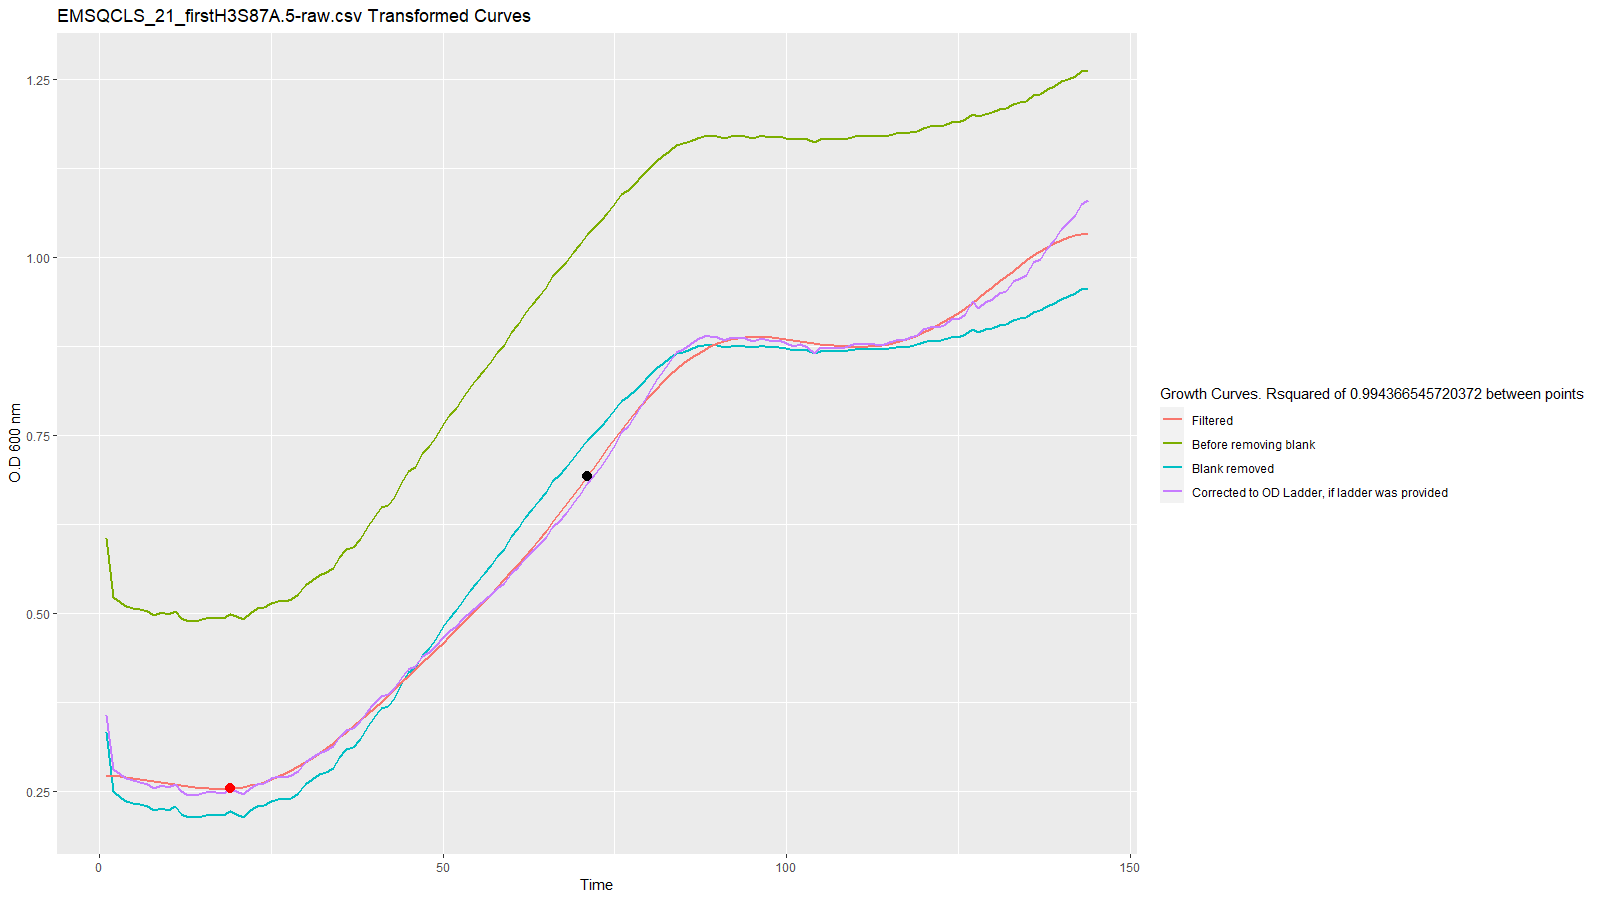 EMSQCLS_21_firstH3S87A.5-raw.csv Transformed Curves
1.25
1.00
0.75
0.50
0.25
O.D 600 nm
0
50
100
150
Time
Growth Curves. Rsquared of 0.994366545720372 between points
Filtered
Before removing blank
Blank removed
Corrected to OD Ladder, if ladder was provided